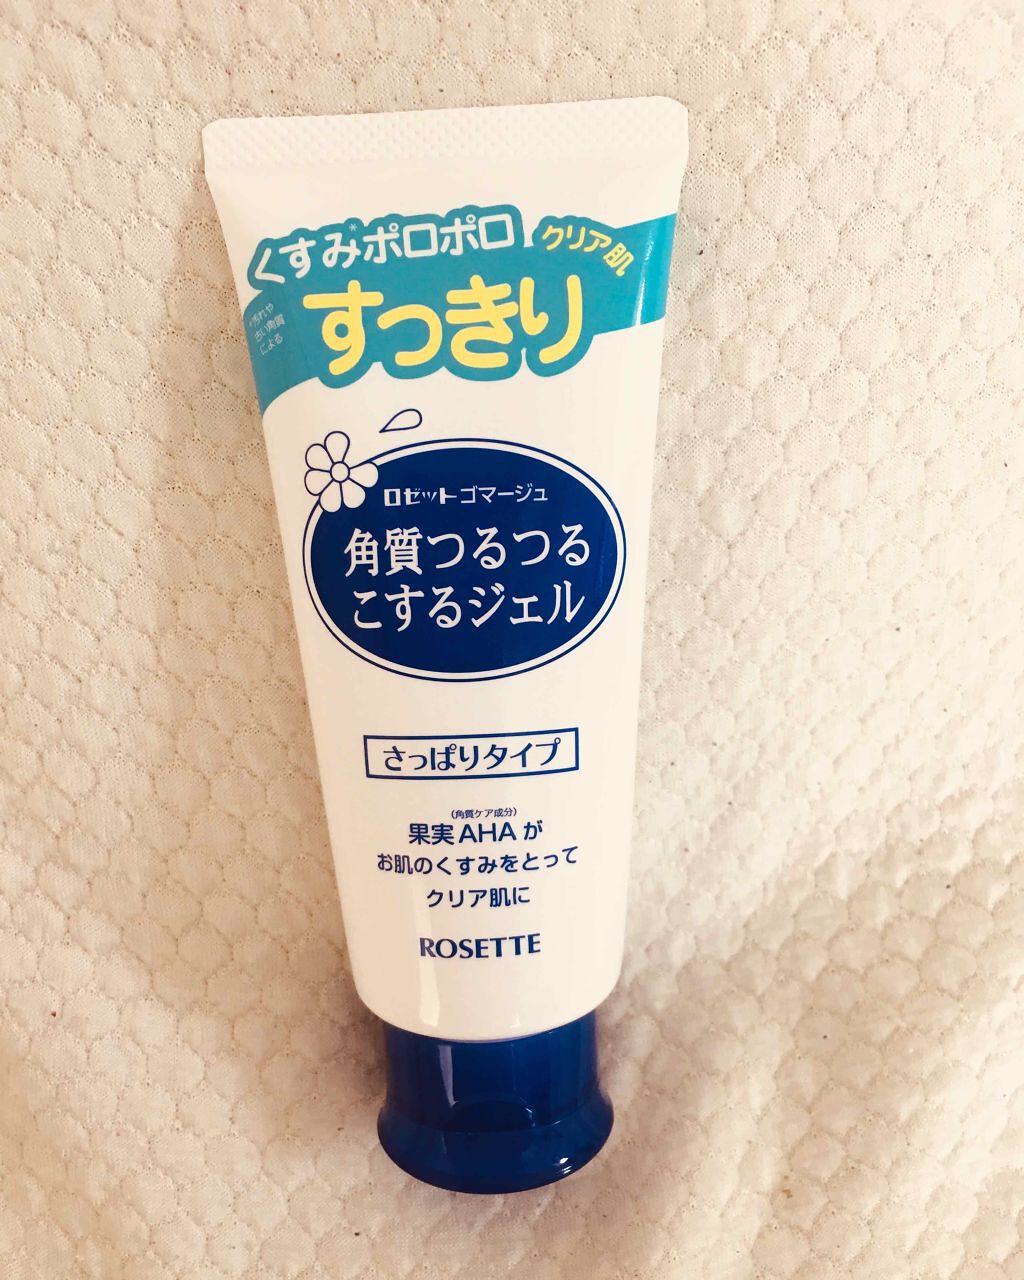 くすみ*ポロポロ
クリア肌
すっきり
*汚れや
古い角質
による
ロゼットゴマージュ
角質つるつる
こするジェル
さっぱりタイプ
(角質ケア成分)
果実AHAが
お肌のくすみをとって
クリア肌に
ROSETTE